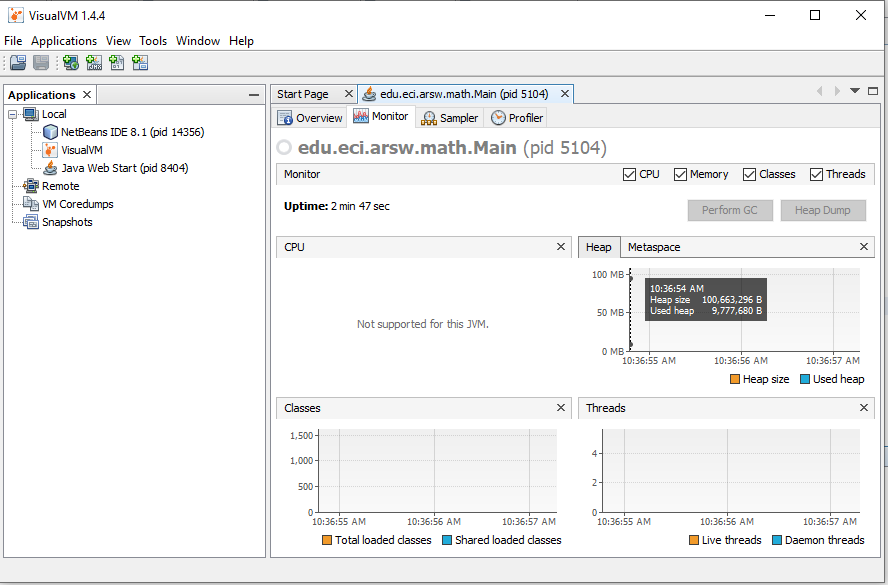 VisualVM 1.4.4
File Applications View Tools Window Help
Applications
Local
NetBeans IDE 8.1 (pid 14356)
VisualVM
Java Web Start (pid 8404)
Remote
VM Coredumps
Snapshots
Start Page edu.eci.arsw.math.Main (pid 5104)
Overview Monitor Sampler Profiler
edu.eci.arsw.math.Main (pid 5104)
Monitor CPU Memory Classes Threads
Uptime: 2 min 47 sec
Perform GC Heap Dump
CPU
Not supported for this JVM.
Heap Metaspace
100 MB
50 MB
0 MB
10:36:54 AM
Heap size 100,663,296 B
Used heap 9,777,680 B
10:36:55 AM 10:36:56 AM 10:36:57 AM
Heap size Used heap
Classes
1,500
1,000
500
0
10:36:55 AM 10:36:56 AM 10:36:57 AM
Total loaded classes Shared loaded classes
Threads
4
2
0
10:36:55 AM 10:36:56 AM 10:36:57 AM
Live threads Daemon threads